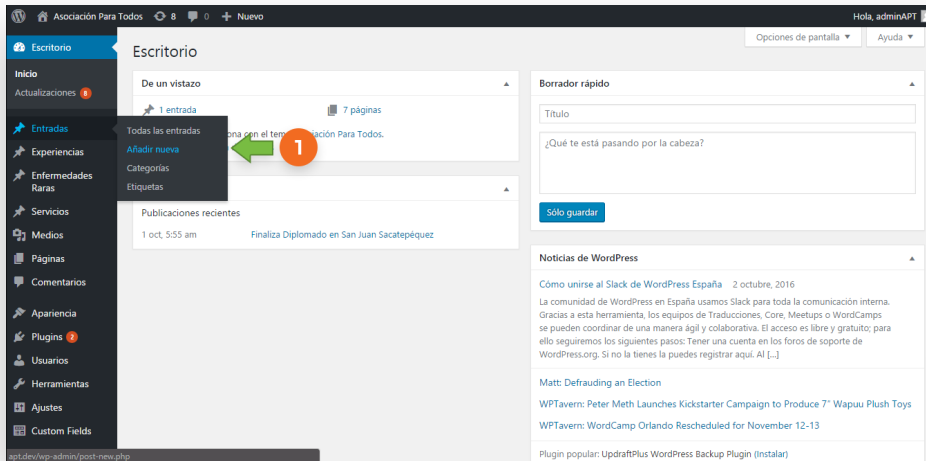 Asociación Para Todos 8 0 + Nuevo Hola, adminAPT
Opciones de pantalla ▼ Ayuda ▼
Escritorio
Inicio
Actualizaciones 8
Entradas
Experiencias
Enfermedades
Raras
Servicios
Medios
Páginas
Comentarios
Apariencia
Plugins 2
Usuarios
Herramientas
Ajustes
Custom Fields
Todas las entradas
Añadir nueva
Categorías
Etiquetas
1
Escritorio
De un vistazo
1 entrada 7 páginas
con el tema Asociación Para Todos.
Publicaciones recientes
1 oct, 5:55 am Finaliza Diplomado en San Juan Sacatepéquez
Borrador rápido
Título
¿Qué te está pasando por la cabeza?
Sólo guardar
Noticias de WordPress
Cómo unirse al Slack de WordPress España 2 octubre, 2016
La comunidad de WordPress en España usamos Slack para toda la comunicación interna.
Gracias a esta herramienta, los equipos de Traducciones, Core, Meetups o WordCamps
se pueden coordinar de una manera ágil y colaborativa. El acceso es libre y gratuito; para
ello seguiremos los siguientes pasos: Tener una cuenta en los foros de soporte de
WordPress.org. Si no la tienes la puedes registrar aquí. Al [...]
Matt: Defrauding an Election
WPTavern: Peter Meth Launches Kickstarter Campaign to Produce 7″ Wapuu Plush Toys
WPTavern: WordCamp Orlando Rescheduled for November 12-13
Plugin popular: UpdraftPlus WordPress Backup Plugin (Instalar)
apt.dev/wp-admin/post-new.php